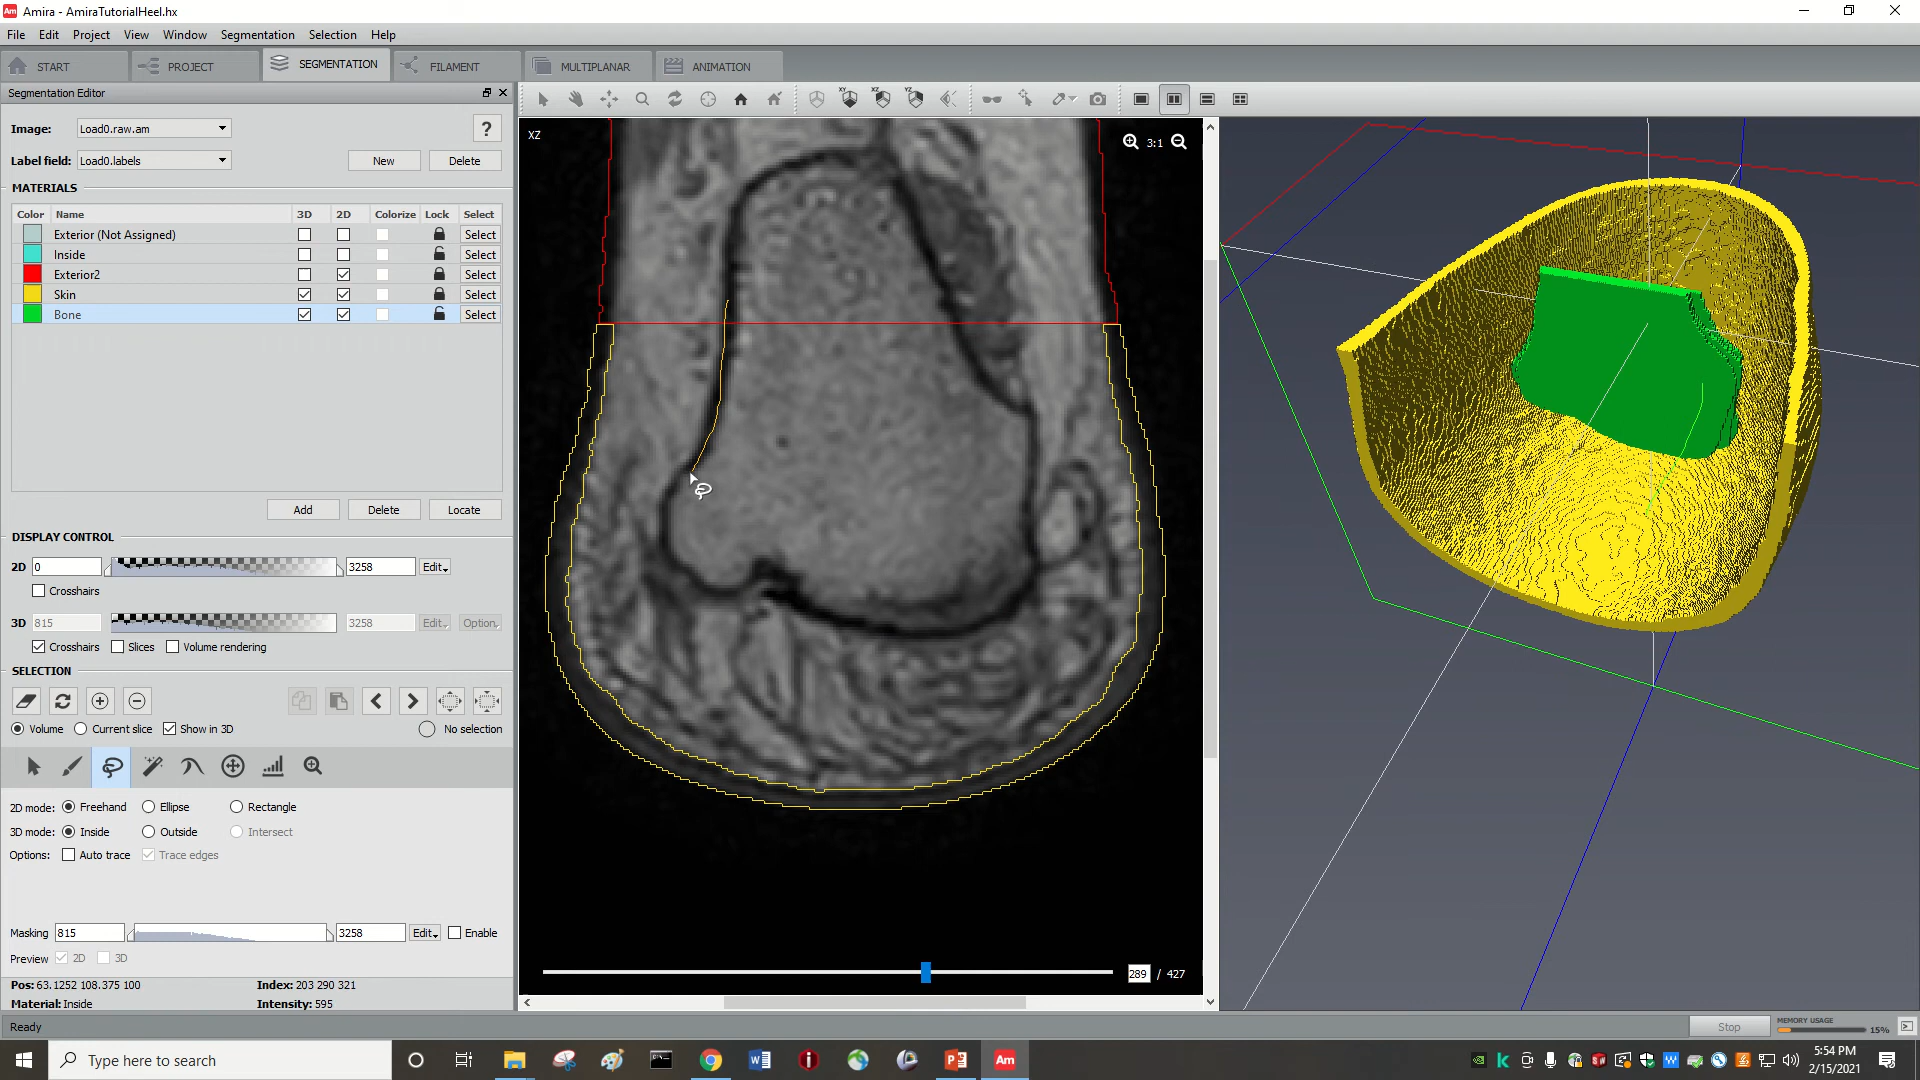 Am Amira - AmiraTutorialHeel.hx
File Edit Project View Window Segmentation Selection Help
START PROJECT SEGMENTATION FILAMENT MULTIPLANAR ANIMATION
Segmentation Editor
Image: Load0.raw.am ?
Label field: Load0.labels New Delete
MATERIALS
Color Name 3D 2D Colorize Lock Select
Exterior (Not Assigned) Select
Inside Select
Exterior2 Select
Skin Select
Bone Select
Add Delete Locate
DISPLAY CONTROL
2D 0 3258 Edit
Crosshairs
3D 815 3258 Edit Option
Crosshairs Slices Volume rendering
SELECTION
Volume Current slice Show in 3D No selection
2D mode: Freehand Ellipse Rectangle
3D mode: Inside Outside Intersect
Options: Auto trace Trace edges
Masking 815 3258 Edit Enable
Preview 2D 3D
Pos: 63.1252 108.375 100 Index: 203 290 321
Material: Inside Intensity: 595
XY XZ YZ
XZ 3:1
289 / 427
Ready Stop MEMORY USAGE 15%
Type here to search
Am
5:54 PM
2/15/2021